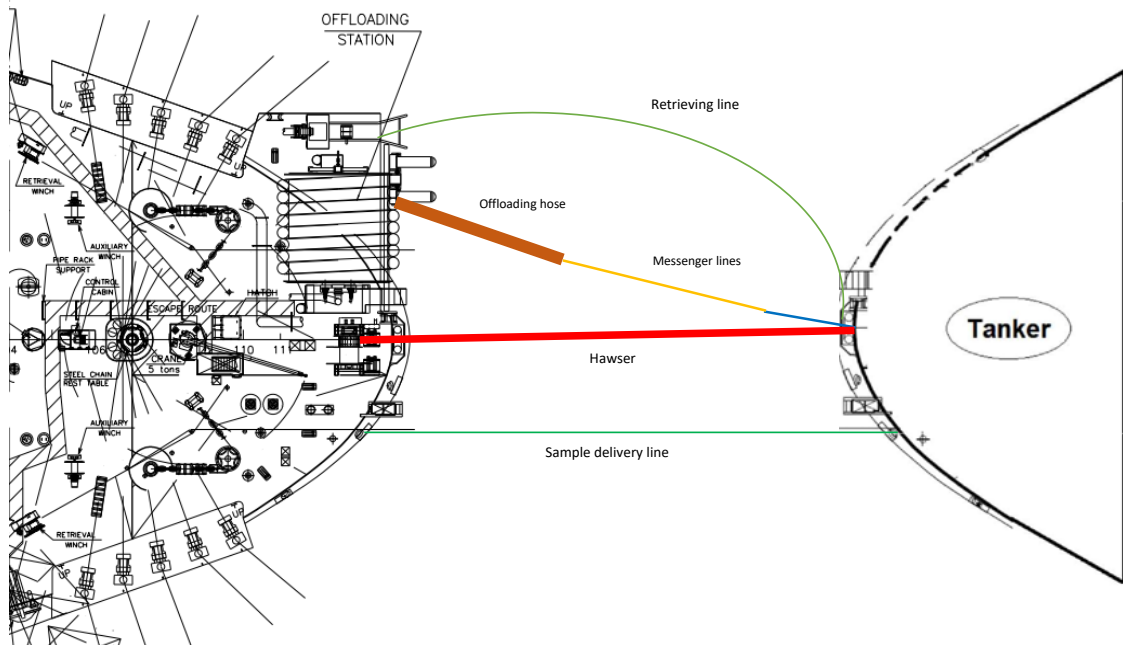 OFFLOADING
STATION
Retrieving line
UP
UP
RETRIEVAL
WINCH
Offloading hose
AUXILIARY
WINCH
PIPE RACK
SUPPORT
CONTROL
CABIN
Messenger lines
HATCH
ESCAPE ROUTE
Tanker
106
110
111
CRANE
5 tons
Hawser
STEEL CHAIN
REST TABLE
AUXILIARY
WINCH
Sample delivery line
UP
RETRIEVAL
WINCH
UP